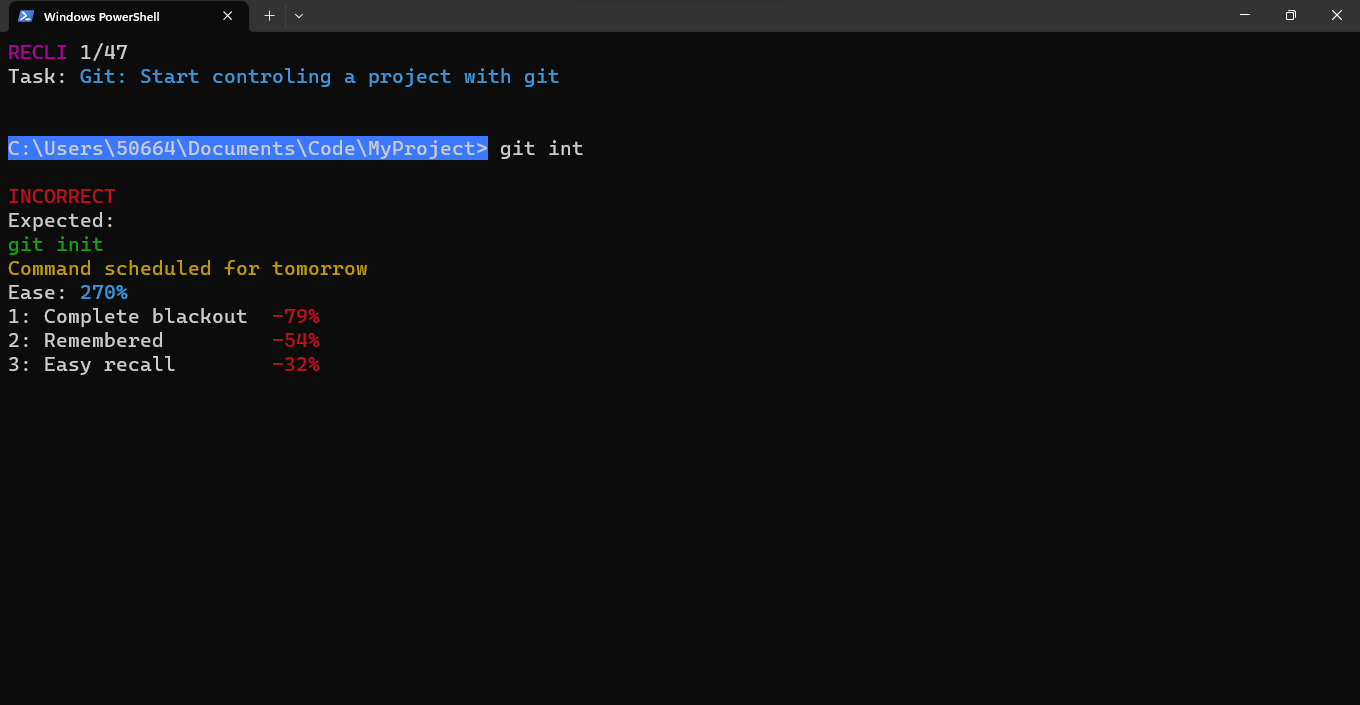 Windows PowerShell
RECLI 1/47
Task: Git: Start controling a project with git
C:\Users\50664\Documents\Code\MyProject> git int
INCORRECT
Expected:
git init
Command scheduled for tomorrow
Ease: 270%
1: Complete blackout -79%
2: Remembered -54%
3: Easy recall -32%